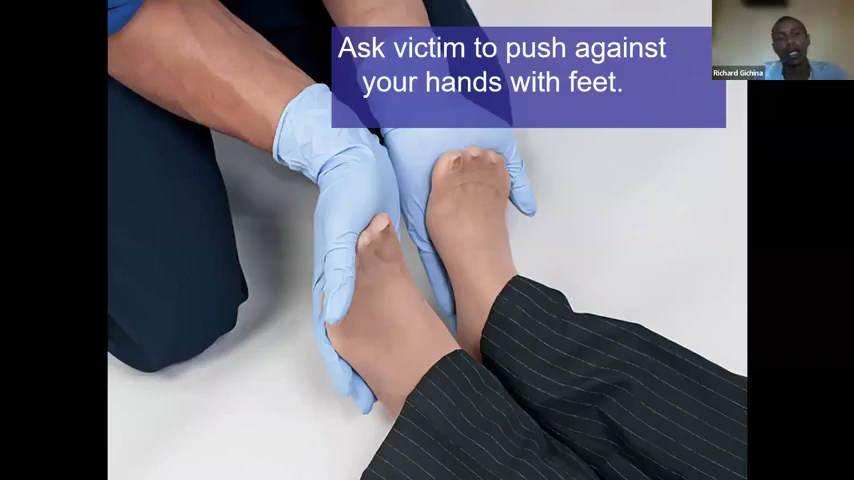 Ask victim to push against
your hands with feet.
Richard Gichina